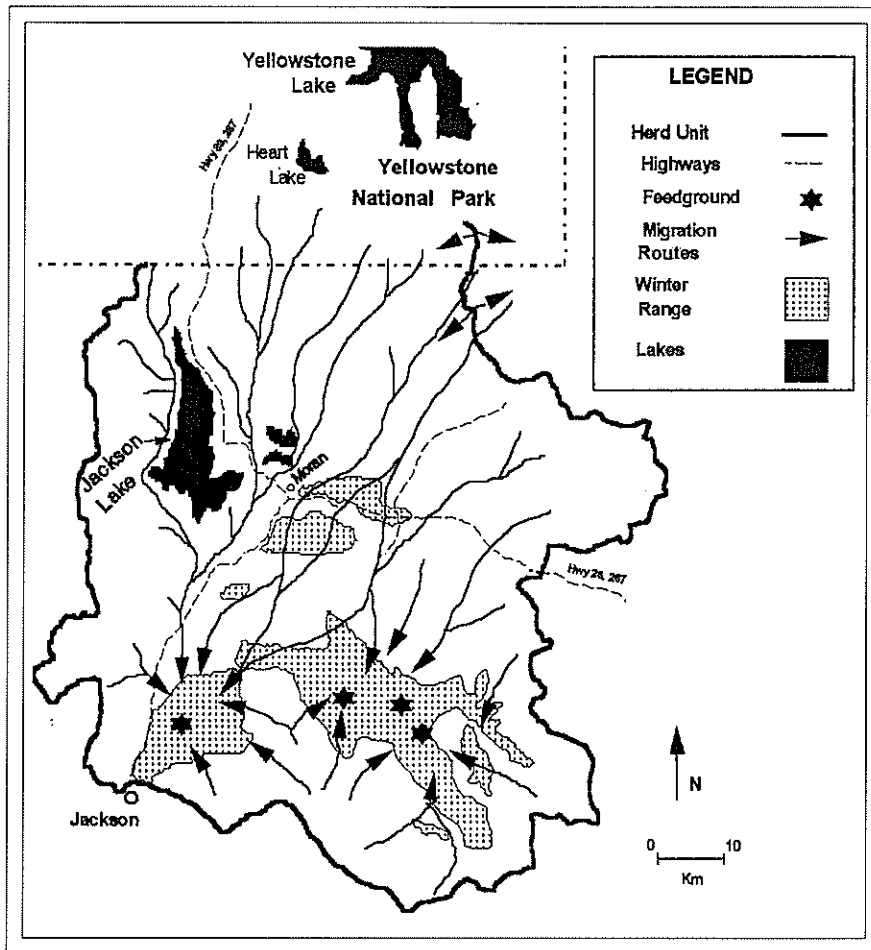 Yellowstone
Lake
Hwy 89, 287
Heart
Lake
Yellowstone
National Park
LEGEND
Herd Unit
Highways
Feedground
Migration
Routes
Winter
Range
Lakes
Jackson
Lake
Moran
Hwy 26, 287
Jackson
N
0 10
Km